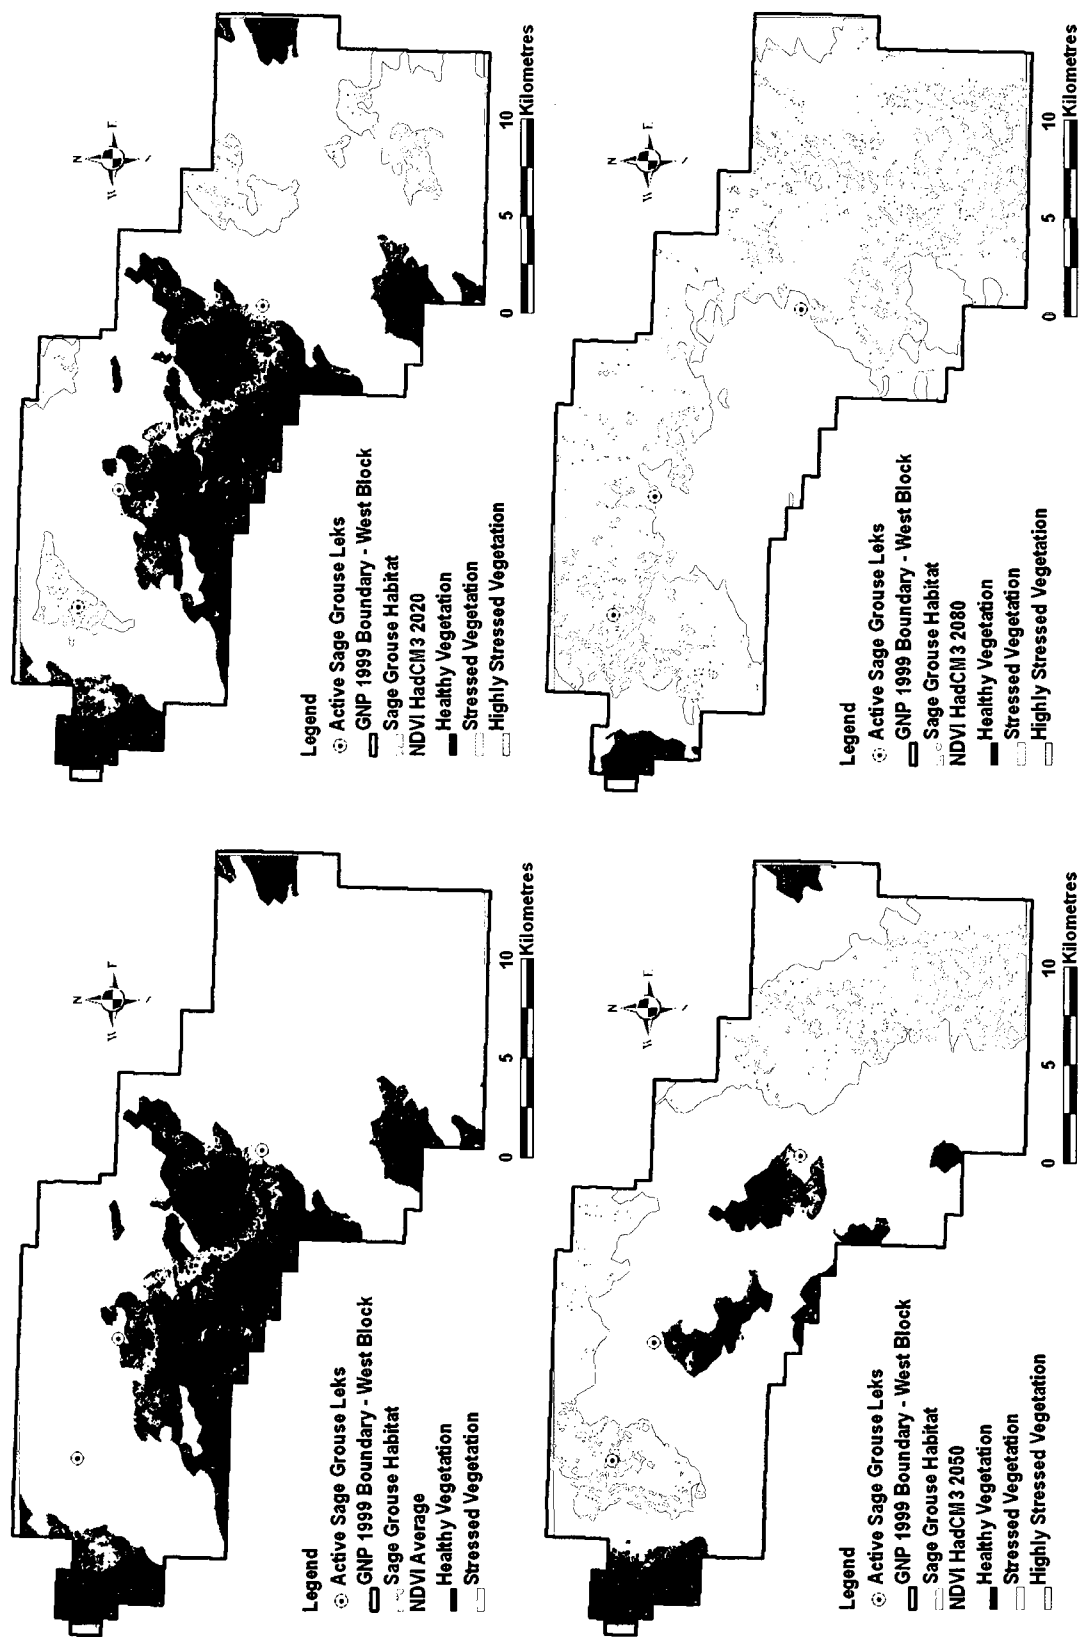 N
W
Legend
Active Sage Grouse Leks
GNP 1999 Boundary - West Block
Sage Grouse Habitat
NDVI Average
Healthy Vegetation
Stressed Vegetation
0 5 10 Kilometres
N
W E
Legend
Active Sage Grouse Leks
GNP 1999 Boundary - West Block
Sage Grouse Habitat
NDVI HadCM3 2020
Healthy Vegetation
Stressed Vegetation
Highly Stressed Vegetation
0 5 10 Kilometres
N
W E
Legend
Active Sage Grouse Leks
GNP 1999 Boundary - West Block
Sage Grouse Habitat
NDVI HadCM3 2050
Healthy Vegetation
Stressed Vegetation
Highly Stressed Vegetation
0 5 10 Kilometres
N
W E
Legend
Active Sage Grouse Leks
GNP 1999 Boundary - West Block
Sage Grouse Habitat
NDVI HadCM3 2080
Healthy Vegetation
Stressed Vegetation
Highly Stressed Vegetation
0 5 10 Kilometres